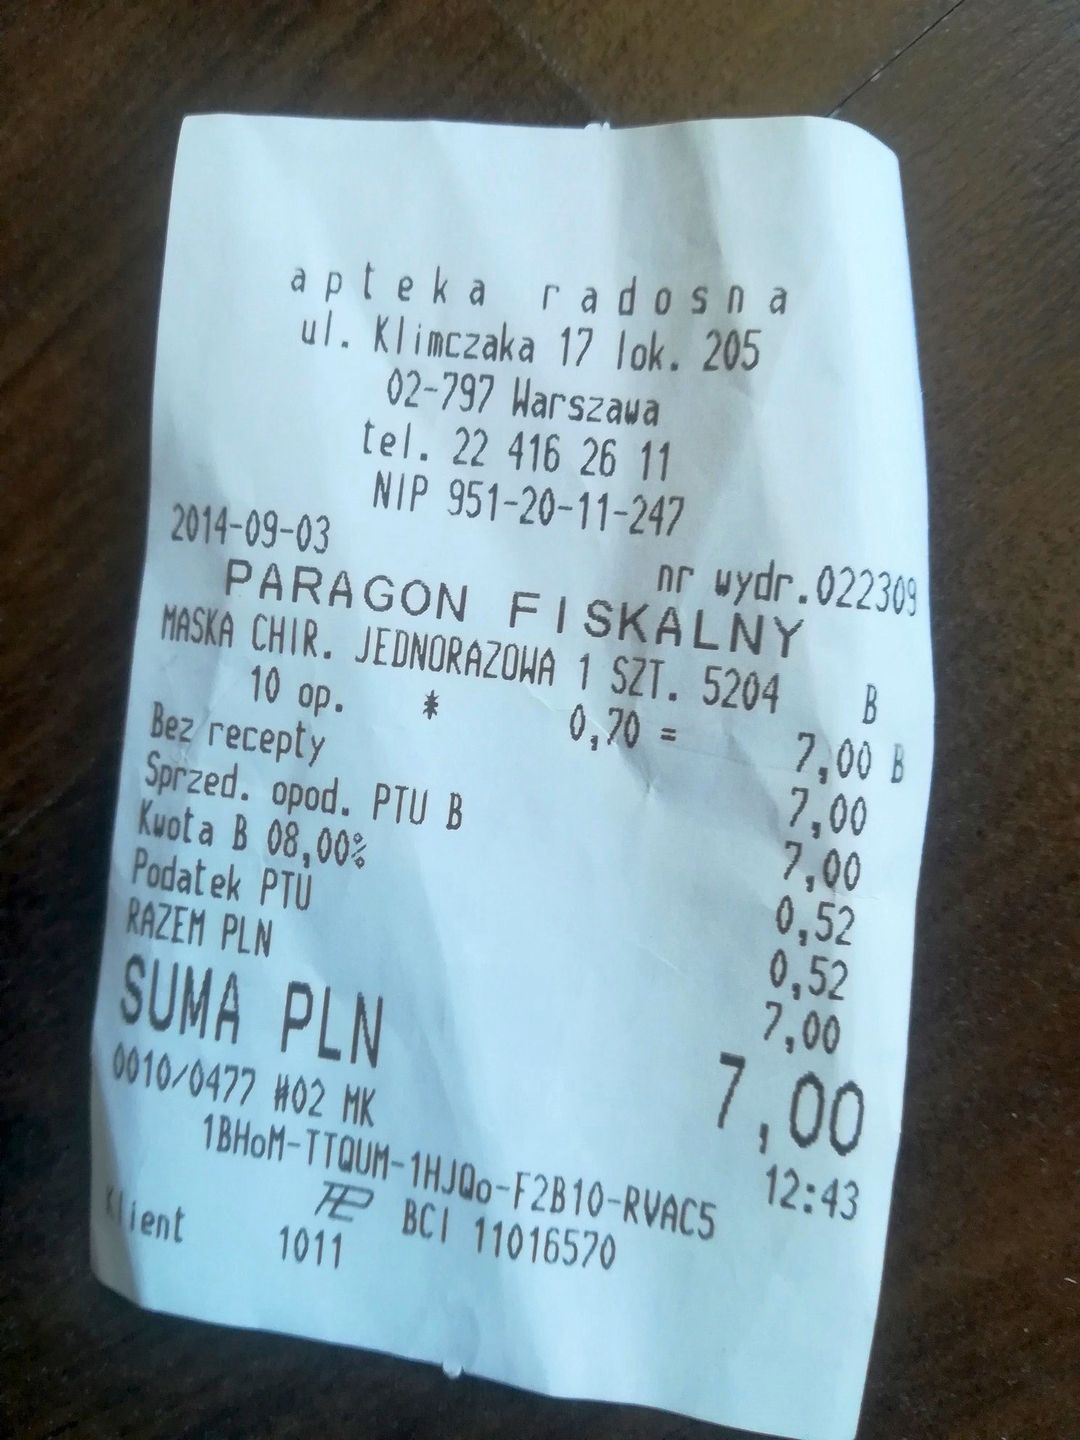 apteka radosna
ul. Klimczaka 17 lok. 205
02-797 Warszawa
tel. 22 416 26 11
NIP 951-20-11-247
2014-09-03 nr wydr.022309
PARAGON FISKALNY
MASKA CHIR. JEDNORAZOWA 1 SZT. 5204 B
10 op. * 0,70 = 7,00 B
Bez recepty 7,00
Sprzed. opod. PTU B 7,00
Kwota B 08,00% 0,52
Podatek PTU 0,52
RAZEM PLN 7,00
SUMA PLN 7,00
0010/0477 #02 MK 12:43
1BHoM-TTQUM-1HJQo-F2B10-RVAC5
BCI 11016570
Klient 1011